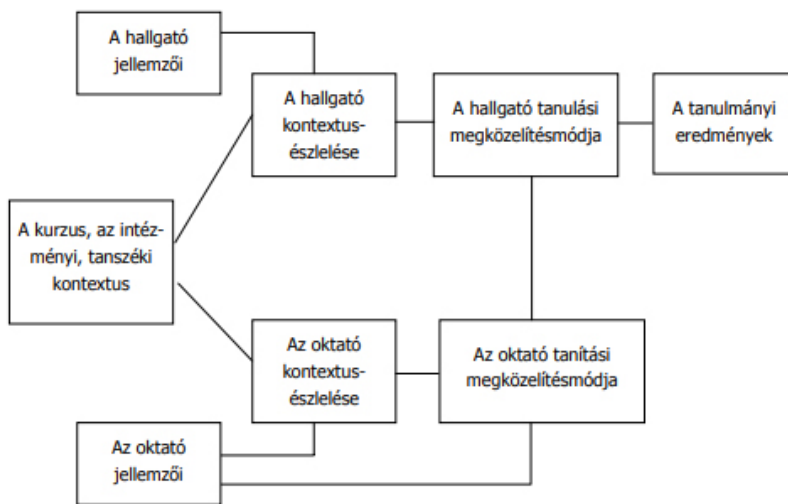 A hallgató
jellemzői
A hallgató
kontextus-
észlelése
A hallgató tanulási
megközelítésmódja
A tanulmányi
eredmények
A kurzus, az intéz-
ményi, tanszéki
kontextus
Az oktató
kontextus-
észlelése
Az oktató tanítási
megközelítésmódja
Az oktató
jellemzői